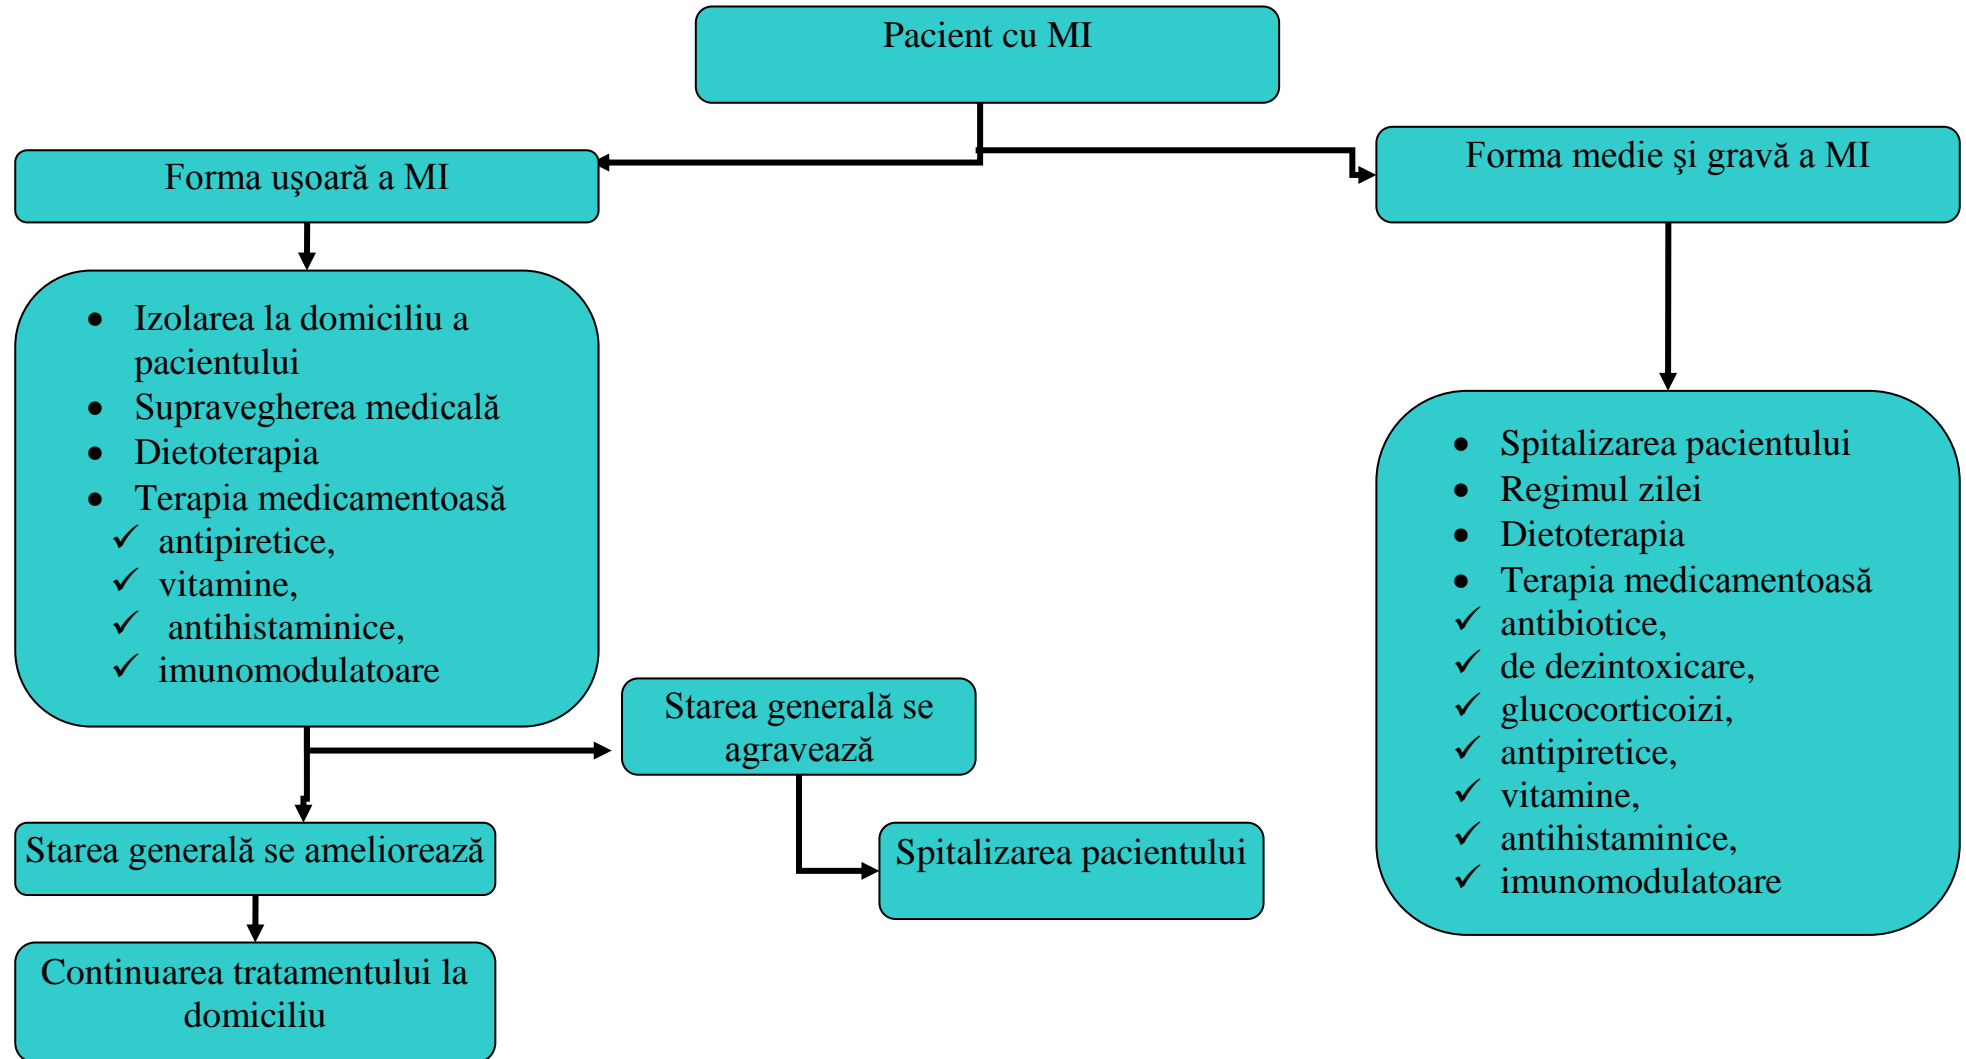 Pacient cu MI
Forma uşoară a MI
Forma medie şi gravă a MI
• Izolarea la domiciliu a
pacientului
• Supravegherea medicală
• Dietoterapia
• Terapia medicamentoasă
✓ antipiretice,
✓ vitamine,
✓ antihistaminice,
✓ imunomodulatoare
• Spitalizarea pacientului
• Regimul zilei
• Dietoterapia
• Terapia medicamentoasă
✓ antibiotice,
✓ de dezintoxicare,
✓ glucocorticoizi,
✓ antipiretice,
✓ vitamine,
✓ antihistaminice,
✓ imunomodulatoare
Starea generală se
agravează
Spitalizarea pacientului
Starea generală se ameliorează
Continuarea tratamentului la
domiciliu